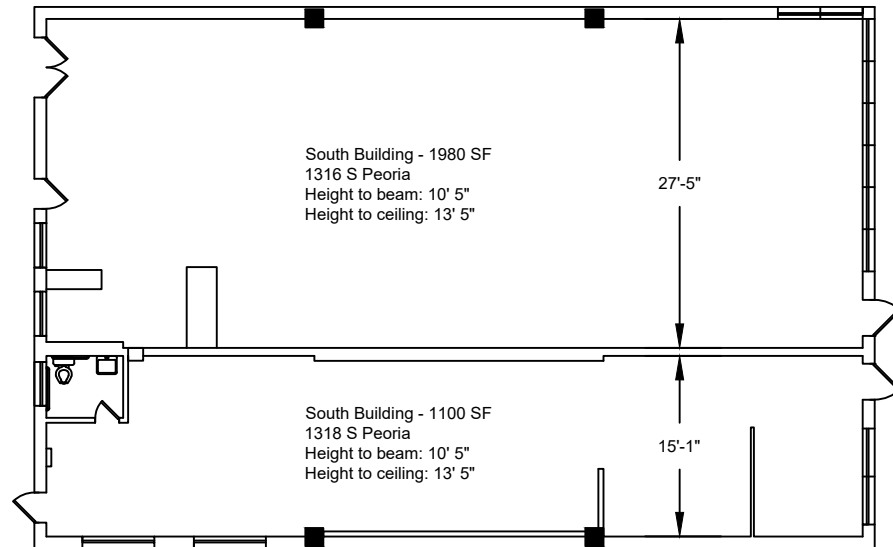 South Building - 1980 SF
1316 S Peoria
Height to beam: 10' 5"
Height to ceiling: 13' 5"
27'-5"
South Building - 1100 SF
1318 S Peoria
Height to beam: 10' 5"
Height to ceiling: 13' 5"
15'-1"